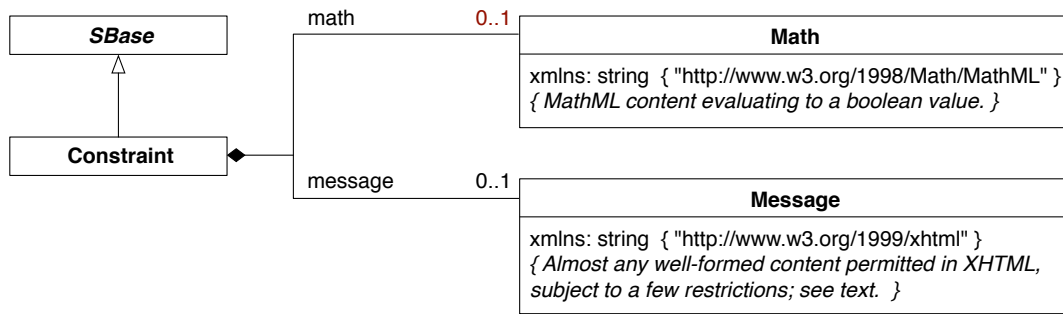 math 0..1
SBase
Math
xmlns: string { "http://www.w3.org/1998/Math/MathML" }
{ MathML content evaluating to a boolean value. }
Constraint
message 0..1
Message
xmlns: string { "http://www.w3.org/1999/xhtml" }
{ Almost any well-formed content permitted in XHTML,
subject to a few restrictions; see text. }